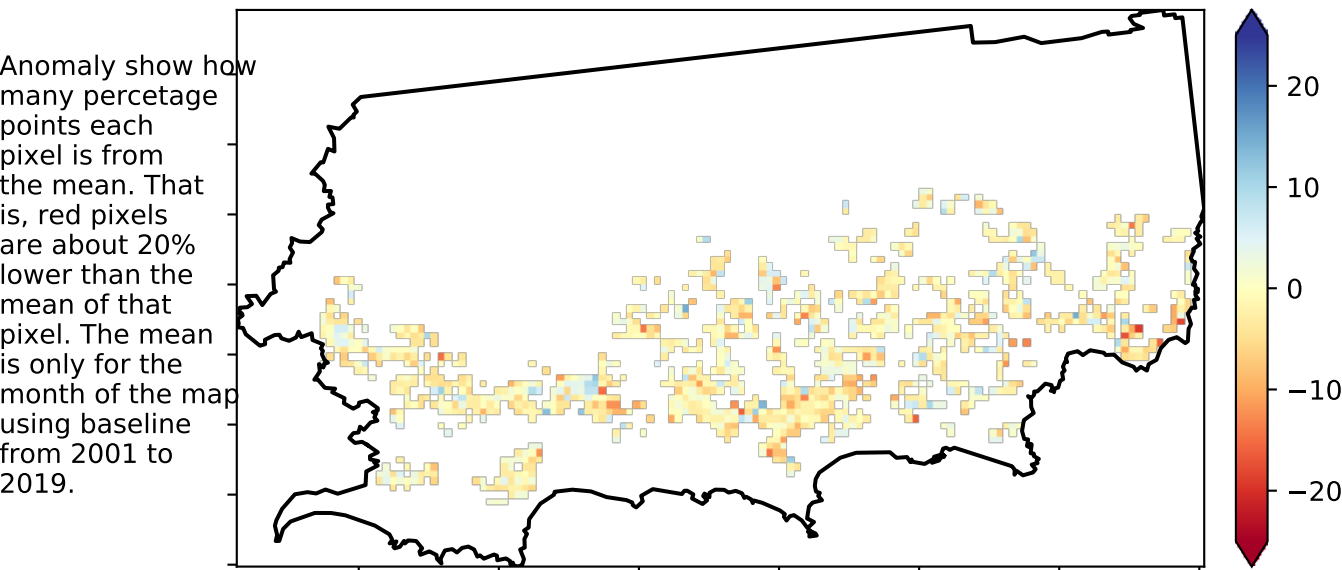 Anomaly show how
many percetage
points each
pixel is from
the mean. That
is, red pixels
are about 20%
lower than the
mean of that
pixel. The mean
is only for the
month of the map
using baseline
from 2001 to
2019.
20
10
0
−10
−20